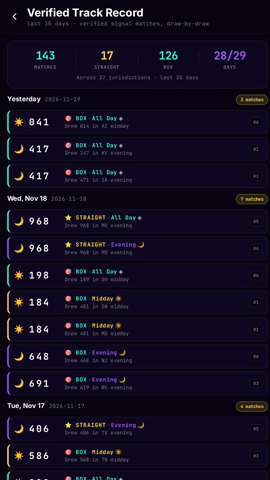 Verified Track Record
last 30 days · verified signal matches, draw-by-draw
143
17
126
28/29
MATCHES
STRAIGHT
BOX
DAYS
Across 37 jurisdictions · last 30 days
Yesterday 2026-11-19
3 matches
041
BOX · All Day
Drew 014 in AZ midday
#6
417
BOX · All Day
Drew 147 in KY evening
#1
417
BOX · All Day
Drew 471 in IA evening
#1
Wed, Nov 18 2026-11-18
7 matches
968
STRAIGHT · All Day
Drew 968 in MO evening
#5
968
STRAIGHT · Evening
Drew 968 in MO evening
#6
198
BOX · All Day
Drew 189 in OH midday
#6
184
BOX · Midday
Drew 481 in ON midday
#1
184
BOX · Midday
Drew 481 in MO midday
#1
648
BOX · Evening
Drew 468 in NJ evening
#6
691
BOX · Evening
Drew 619 in WV evening
#3
Tue, Nov 17 2026-11-17
4 matches
406
STRAIGHT · Evening
Drew 406 in TX evening
#5
586
BOX · Midday
Drew 568 in TN midday
#3
BOX · All Day